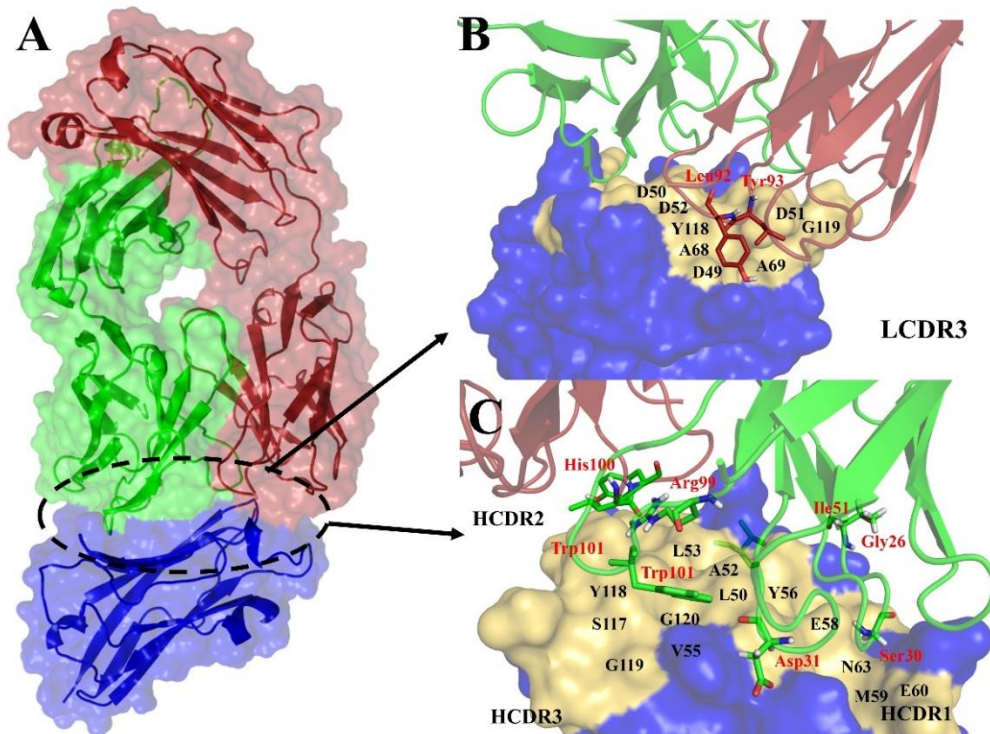 A
B
Leu92 Tyr93
D50
D52 D51
Y118 G119
A68
D49 A69
LCDR3
C
His100
Arg99
HCDR2
Ile51
Gly26
Trp101
L53
Trp101
A52
Y118
L50 Y56
S117 G120
E58
G119 V55
Asp31 Ser30
N63
M59 E60
HCDR3 HCDR1